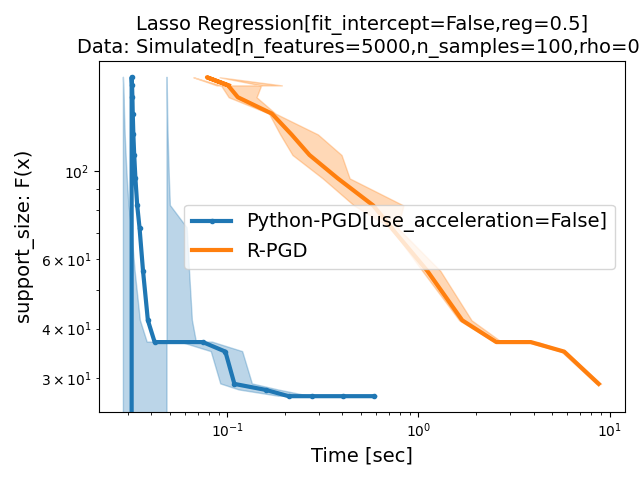 Lasso Regression[fit_intercept=False,reg=0.5]
Data: Simulated[n_features=5000,n_samples=100,rho=0
support_size: F(x)
10²
6 × 10¹
4 × 10¹
3 × 10¹
Python-PGD[use_acceleration=False]
R-PGD
10⁻¹ 10⁰ 10¹
Time [sec]